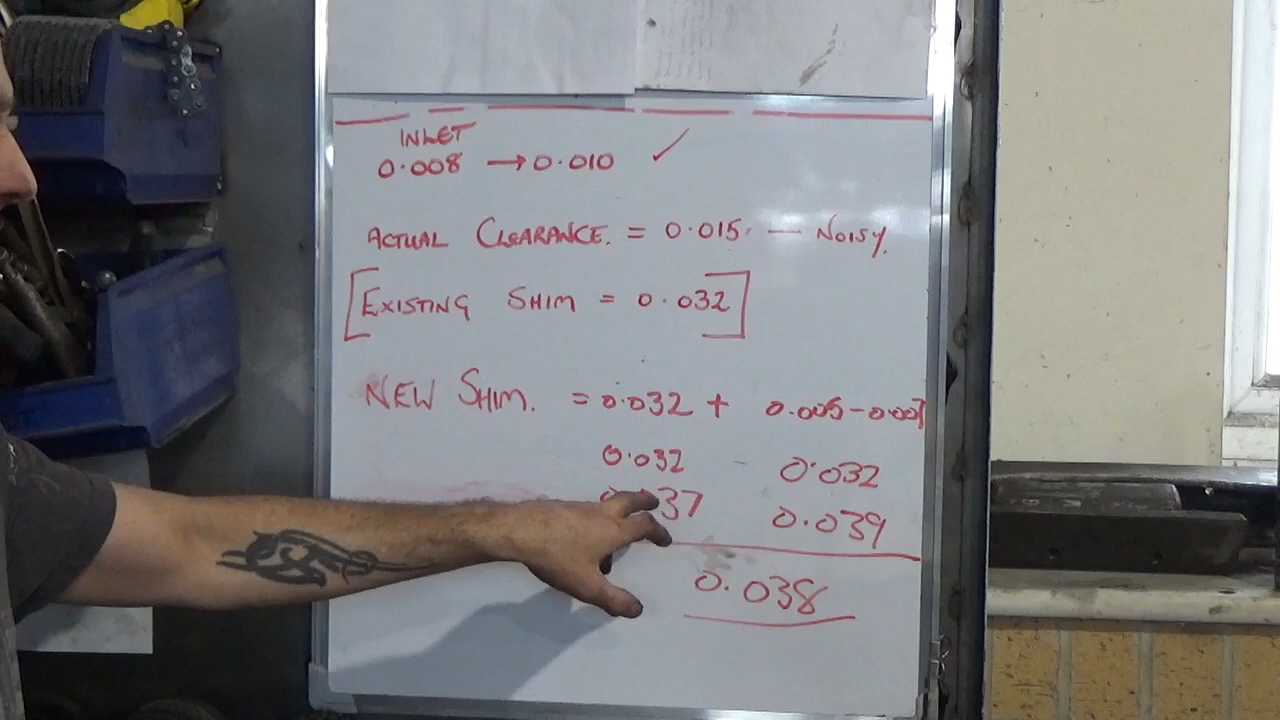 INLET
0.008 → 0.010 ✓
ACTUAL CLEARANCE. = 0.015. — NOISY.
[EXISTING SHIM = 0.032]
NEW SHIM. = 0.032 + 0.005-0.007
0.032 - 0.032
37 0.039
0.038